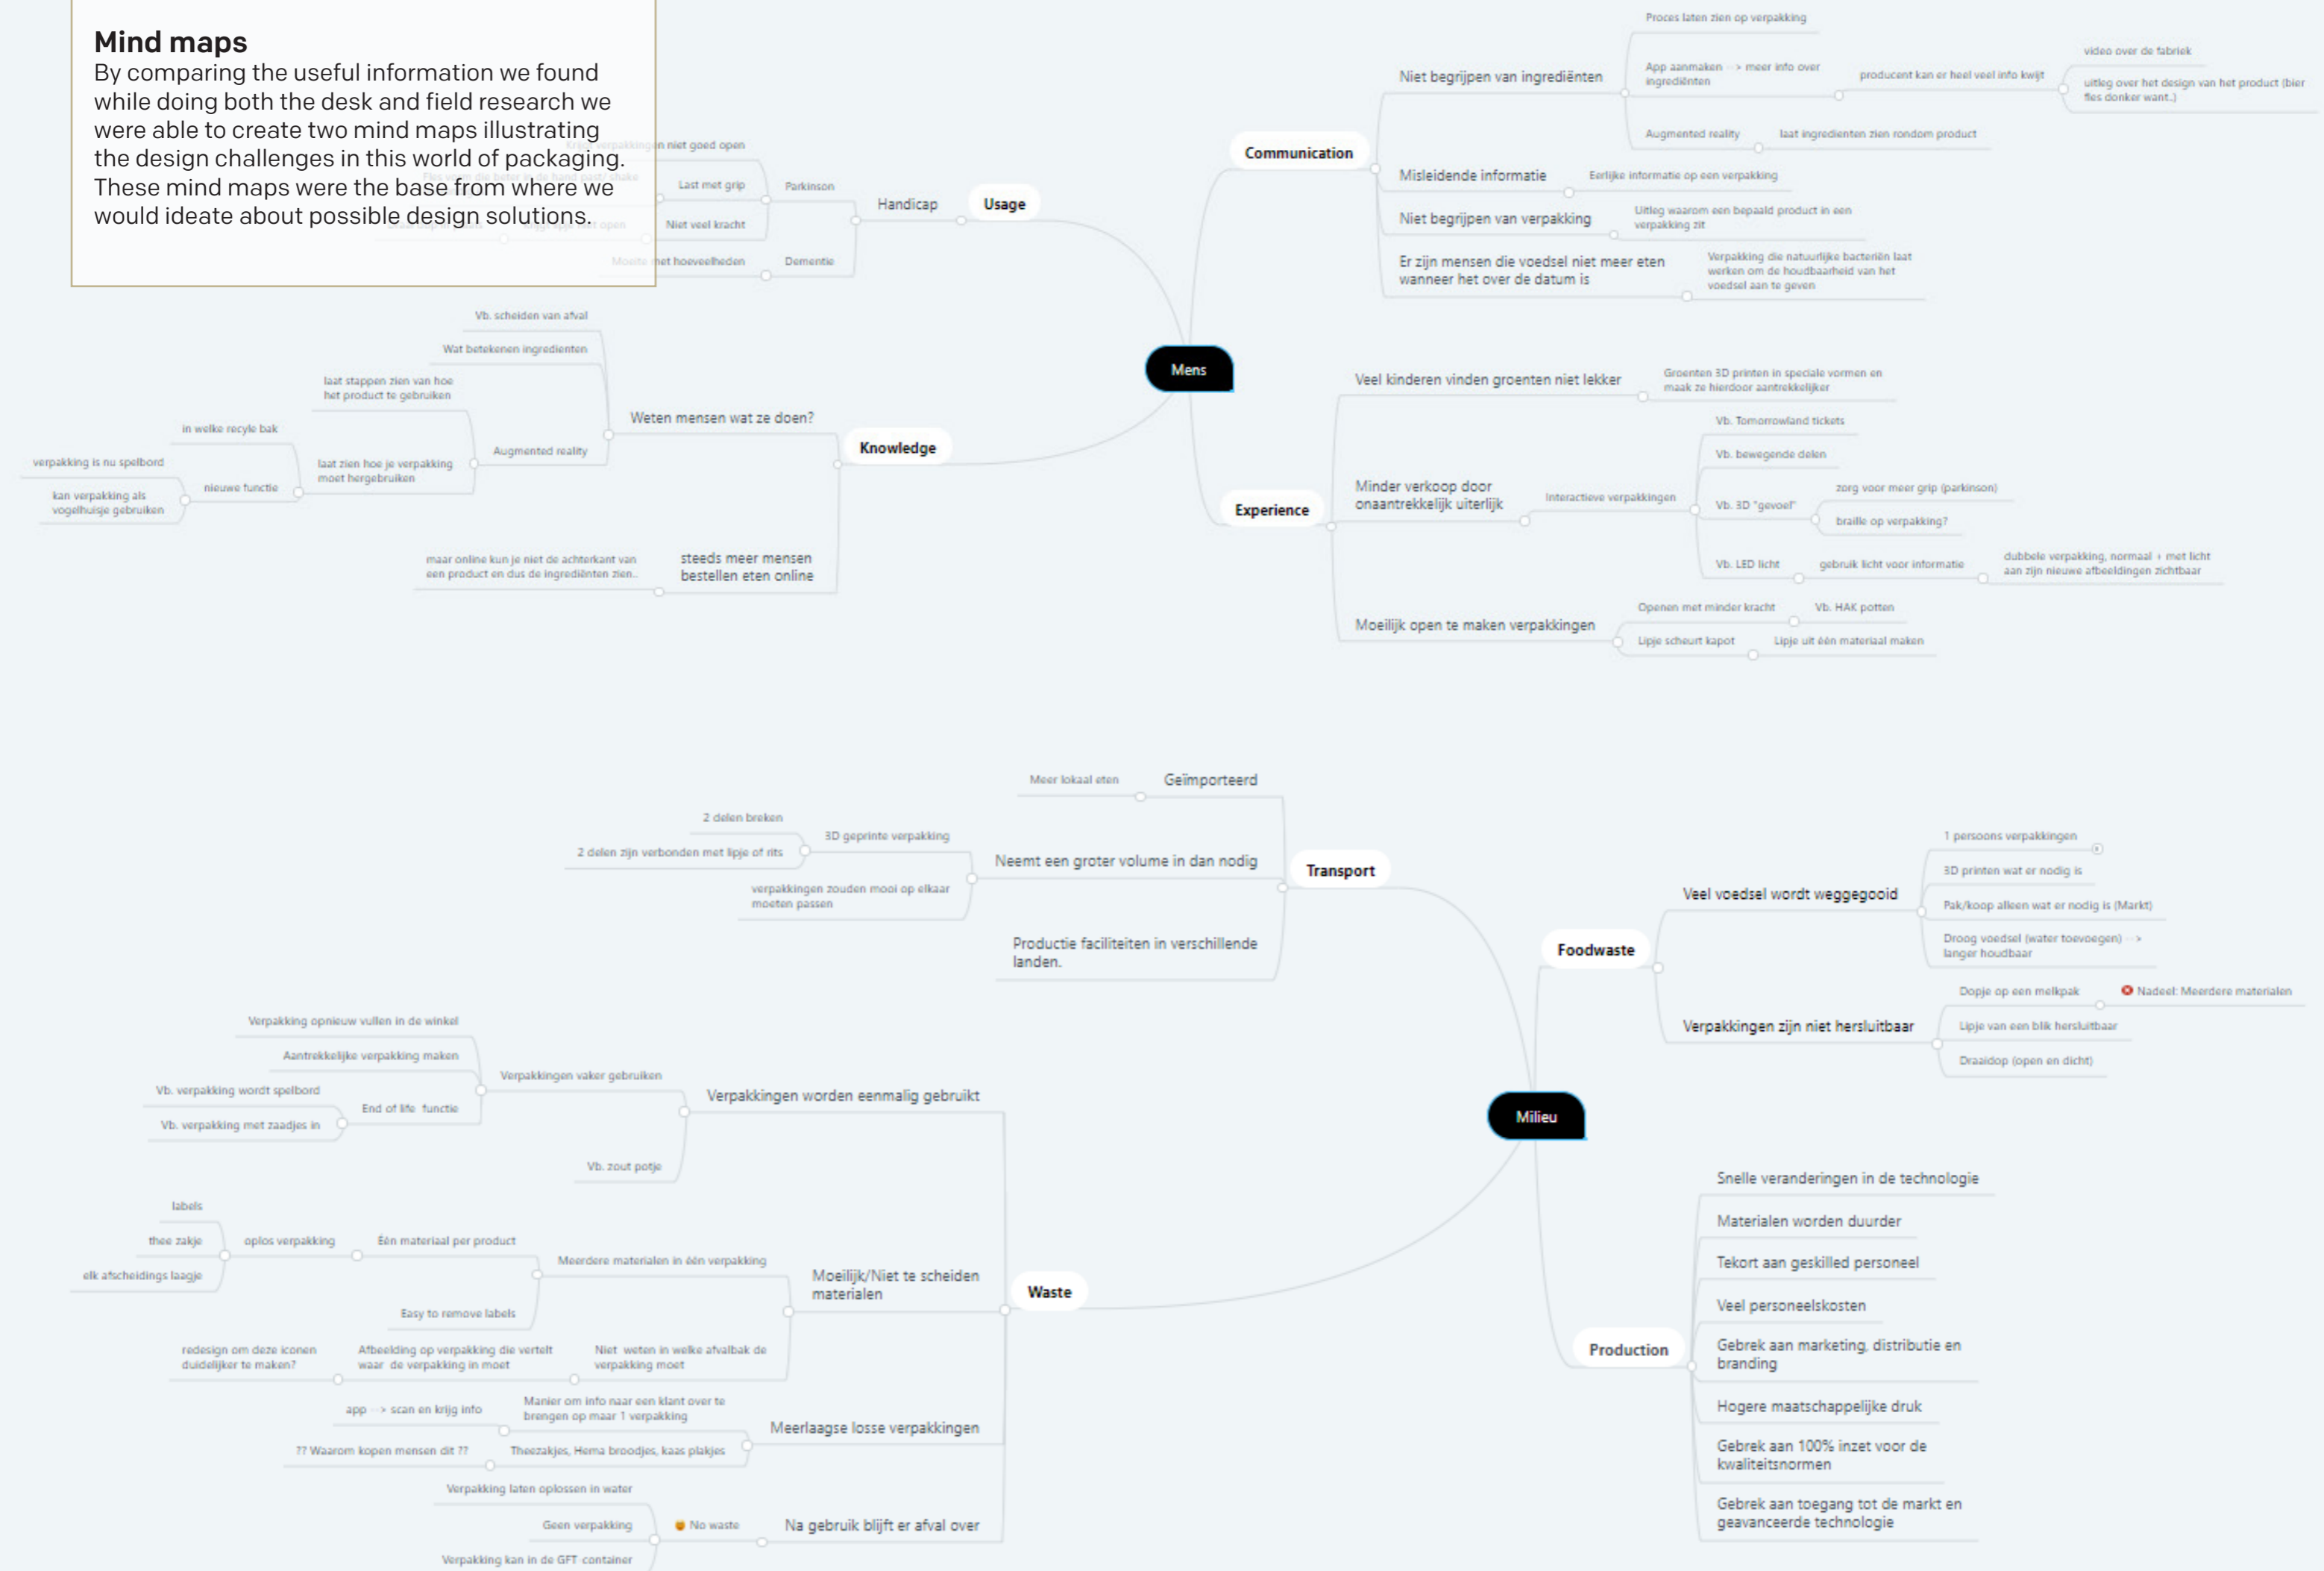 Mind maps
By comparing the useful information we found
while doing both the desk and field research we
were able to create two mind maps illustrating
the design challenges in this world of packaging.
These mind maps were the base from where we
would ideate about possible design solutions.
Krijgt verpakkingen niet goed open
Fles vorm die beter in de hand past/ shake
Last met grip
Parkinson
Niet veel kracht
Krijgt lipje niet open
Moeite met hoeveelheden
Dementie
Handicap
Usage
Mens
Communication
Niet begrijpen van ingrediënten
Proces laten zien op verpakking
App aanmaken --> meer info over
ingrediënten
producent kan er heel veel info kwijt
video over de fabriek
uitleg over het design van het product (bier
fles donker want..)
Augmented reality
laat ingredienten zien rondom product
Misleidende informatie
Eerlijke informatie op een verpakking
Niet begrijpen van verpakking
Uitleg waarom een bepaald product in een
verpakking zit
Er zijn mensen die voedsel niet meer eten
wanneer het over de datum is
Verpakking die natuurlijke bacteriën laat
werken om de houdbaarheid van het
voedsel aan te geven
Vb. scheiden van afval
Wat betekenen ingredienten
laat stappen zien van hoe
het product te gebruiken
Weten mensen wat ze doen?
Knowledge
in welke recyle bak
Augmented reality
verpakking is nu spelbord
laat zien hoe je verpakking
moet hergebruiken
nieuwe functie
kan verpakking als
vogelhuisje gebruiken
maar online kun je niet de achterkant van
een product en dus de ingrediënten zien..
steeds meer mensen
bestellen eten online
Experience
Veel kinderen vinden groenten niet lekker
Groenten 3D printen in speciale vormen en
maak ze hierdoor aantrekkelijker
Minder verkoop door
onaantrekkelijk uiterlijk
Interactieve verpakkingen
Vb. Tomorrowland tickets
Vb. bewegende delen
Vb. 3D "gevoel"
zorg voor meer grip (parkinson)
braille op verpakking?
Vb. LED licht
gebruik licht voor informatie
dubbele verpakking, normaal + met licht
aan zijn nieuwe afbeeldingen zichtbaar
Moeilijk open te maken verpakkingen
Openen met minder kracht
Vb. HAK potten
Lipje scheurt kapot
Lipje uit één materiaal maken
Meer lokaal eten
Geïmporteerd
2 delen breken
3D geprinte verpakking
2 delen zijn verbonden met lipje of rits
Neemt een groter volume in dan nodig
Transport
verpakkingen zouden mooi op elkaar
moeten passen
Productie faciliteiten in verschillende
landen.
Foodwaste
Veel voedsel wordt weggegooid
1 persoons verpakkingen
3D printen wat er nodig is
Pak/koop alleen wat er nodig is (Markt)
Droog voedsel (water toevoegen) -->
langer houdbaar
Verpakkingen zijn niet hersluitbaar
Dopje op een melkpak
Nadeel: Meerdere materialen
Lipje van een blik hersluitbaar
Draaidop (open en dicht)
Milieu
Verpakking opnieuw vullen in de winkel
Aantrekkelijke verpakking maken
Verpakkingen vaker gebruiken
Vb. verpakking wordt spelbord
End of life functie
Vb. verpakking met zaadjes in
Verpakkingen worden eenmalig gebruikt
Vb. zout potje
labels
thee zakje
oplos verpakking
Één materiaal per product
elk afscheidings laagje
Meerdere materialen in één verpakking
Easy to remove labels
Moeilijk/Niet te scheiden
materialen
Waste
redesign om deze iconen
duidelijker te maken?
Afbeelding op verpakking die vertelt
waar de verpakking in moet
Niet weten in welke afvalbak de
verpakking moet
app --> scan en krijg info
Manier om info naar een klant over te
brengen op maar 1 verpakking
Meerlaagse losse verpakkingen
?? Waarom kopen mensen dit ??
Theezakjes, Hema broodjes, kaas plakjes
Verpakking laten oplossen in water
Geen verpakking
No waste
Na gebruik blijft er afval over
Verpakking kan in de GFT container
Production
Snelle veranderingen in de technologie
Materialen worden duurder
Tekort aan geskilled personeel
Veel personeelskosten
Gebrek aan marketing, distributie en
branding
Hogere maatschappelijke druk
Gebrek aan 100% inzet voor de
kwaliteitsnormen
Gebrek aan toegang tot de markt en
geavanceerde technologie